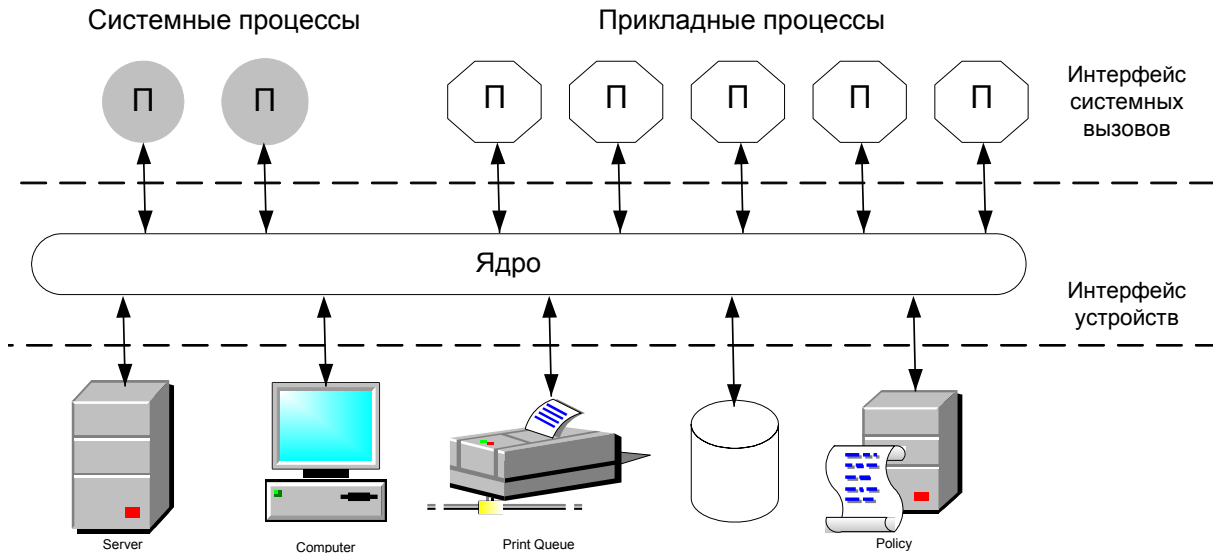 Системные процессы
Прикладные процессы
П
П
П
П
П
П
П
Интерфейс
системных
вызовов
Ядро
Интерфейс
устройств
Server
Computer
Print Queue
Policy